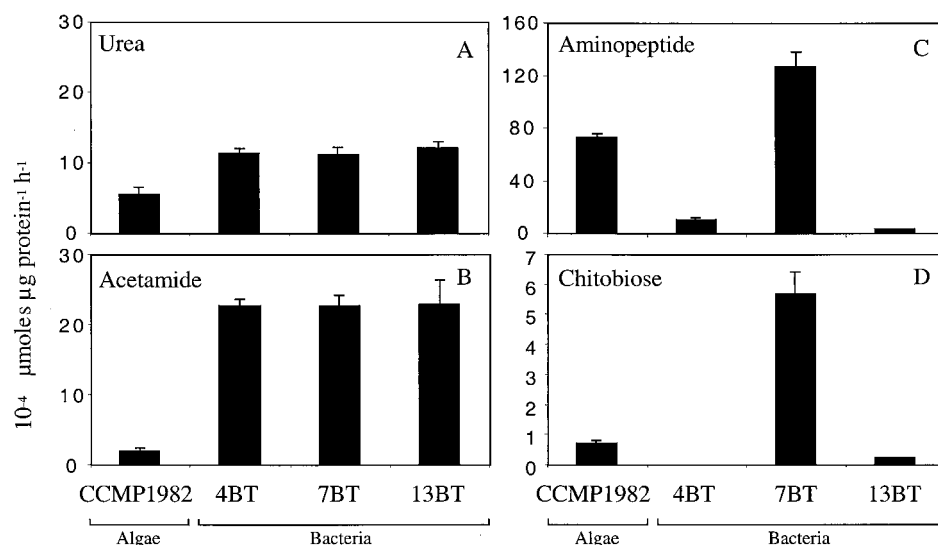 10⁻⁴ μmoles μg protein⁻¹ h⁻¹
Urea
A
30
20
10
0
Acetamide
B
30
20
10
0
Aminopeptide
C
160
120
80
40
0
Chitobiose
D
7
6
5
4
3
2
1
0
CCMP1982 4BT 7BT 13BT
Algae Bacteria
CCMP1982 4BT 7BT 13BT
Algae Bacteria